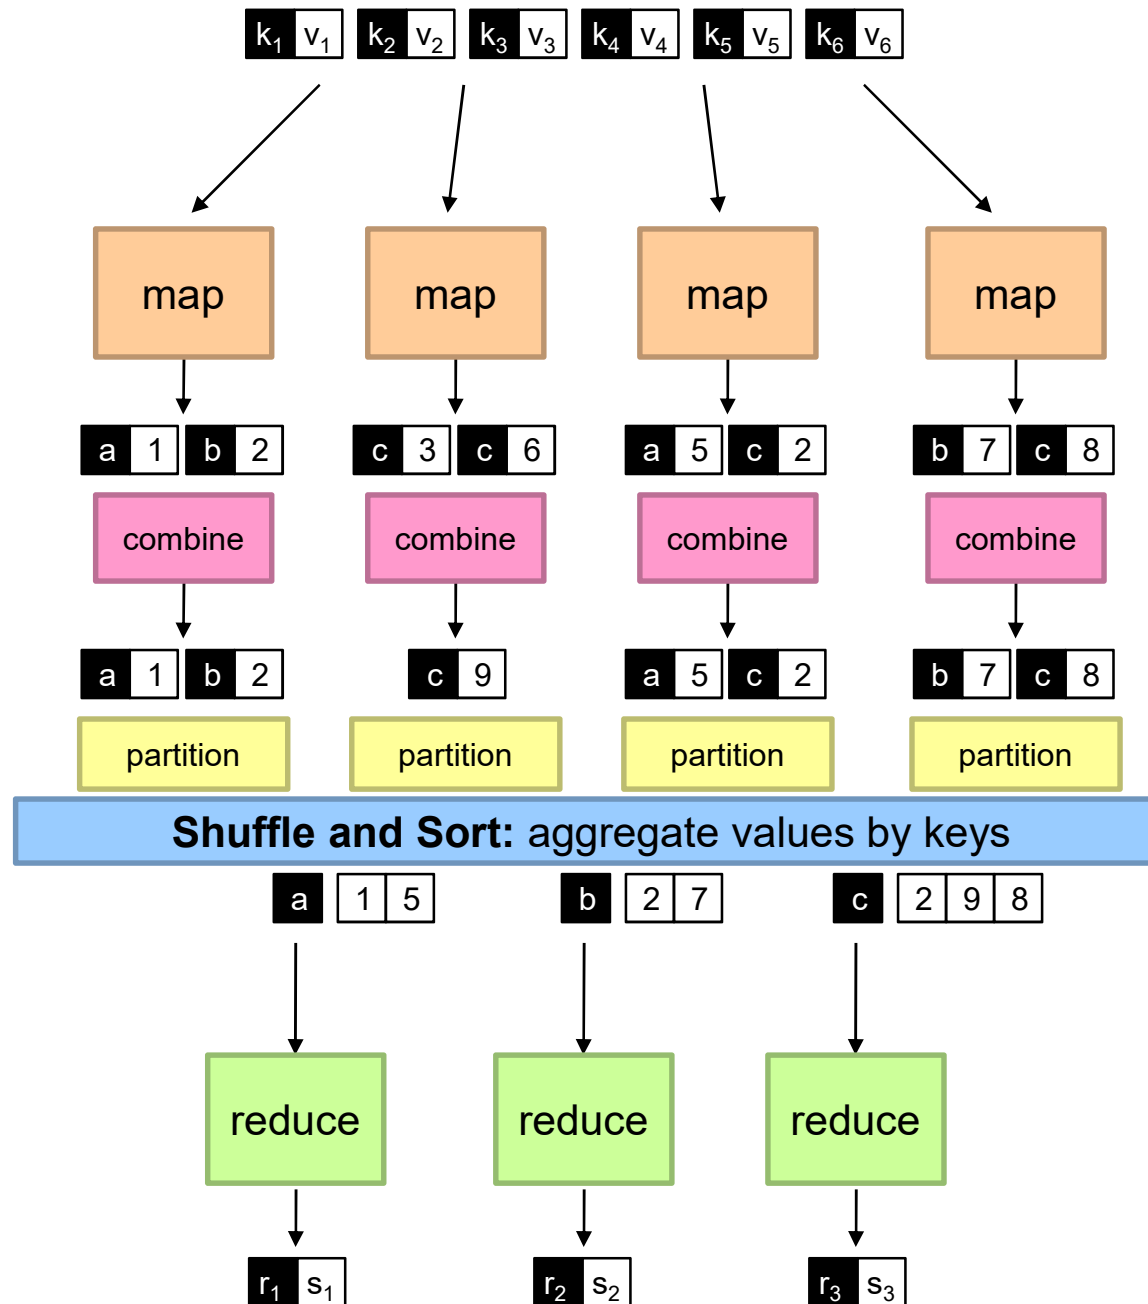 k₁ v₁ k₂ v₂ k₃ v₃ k₄ v₄ k₅ v₅ k₆ v₆
map map map map
a 1 b 2 c 3 c 6 a 5 c 2 b 7 c 8
combine combine combine combine
a 1 b 2 c 9 a 5 c 2 b 7 c 8
partition partition partition partition
Shuffle and Sort: aggregate values by keys
a 1 5 b 2 7 c 2 9 8
reduce reduce reduce
r₁ s₁ r₂ s₂ r₃ s₃